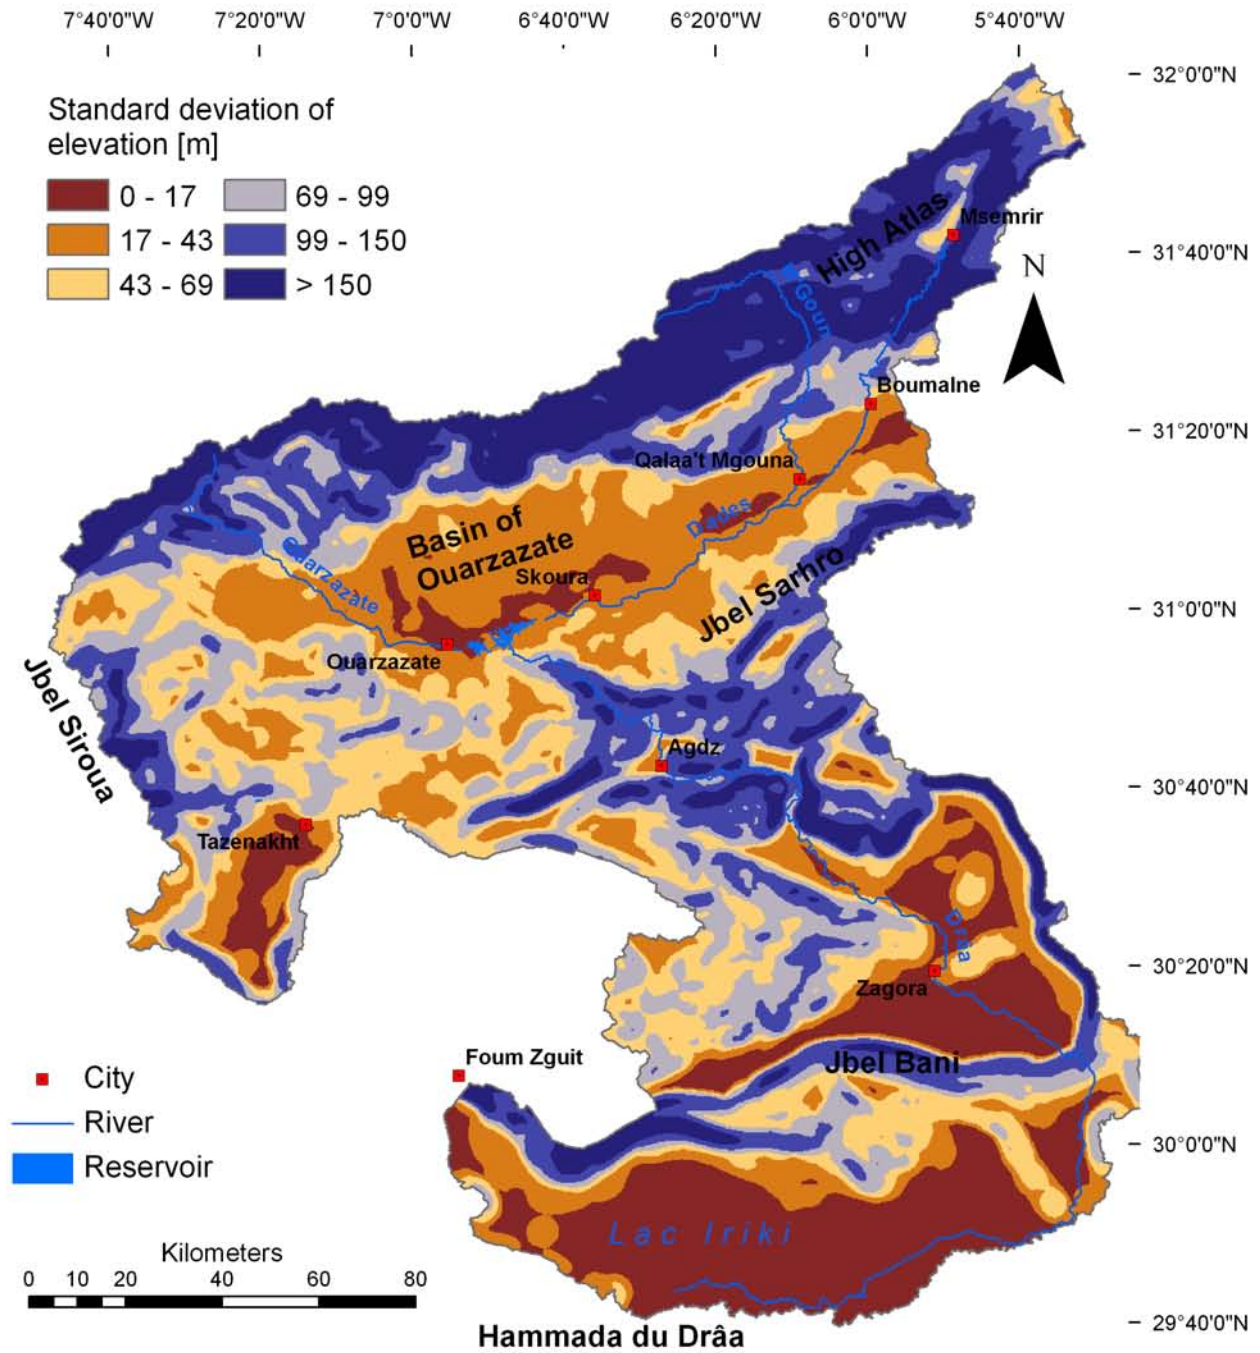 7°40'0"W 7°20'0"W 7°0'0"W 6°40'0"W 6°20'0"W 6°0'0"W 5°40'0"W
32°0'0"N
Standard deviation of
elevation [m]
0 - 17 69 - 99
17 - 43 99 - 150
43 - 69 > 150
High Atlas
Msemrir
31°40'0"N
N
Goun
Boumalne
31°20'0"N
Qalaa't Mgouna
Dades
Basin of
Ouarzazate
Skoura
Ouarzazate
Jbel Sarhro
31°0'0"N
Ouarzazate
Jbel Siroua
Agdz
30°40'0"N
Tazenakht
Drâa
30°20'0"N
Zagora
Foum Zguit
Jbel Bani
City
River
30°0'0"N
Reservoir
Lac Iriki
Kilometers
0 10 20 40 60 80
29°40'0"N
Hammada du Drâa